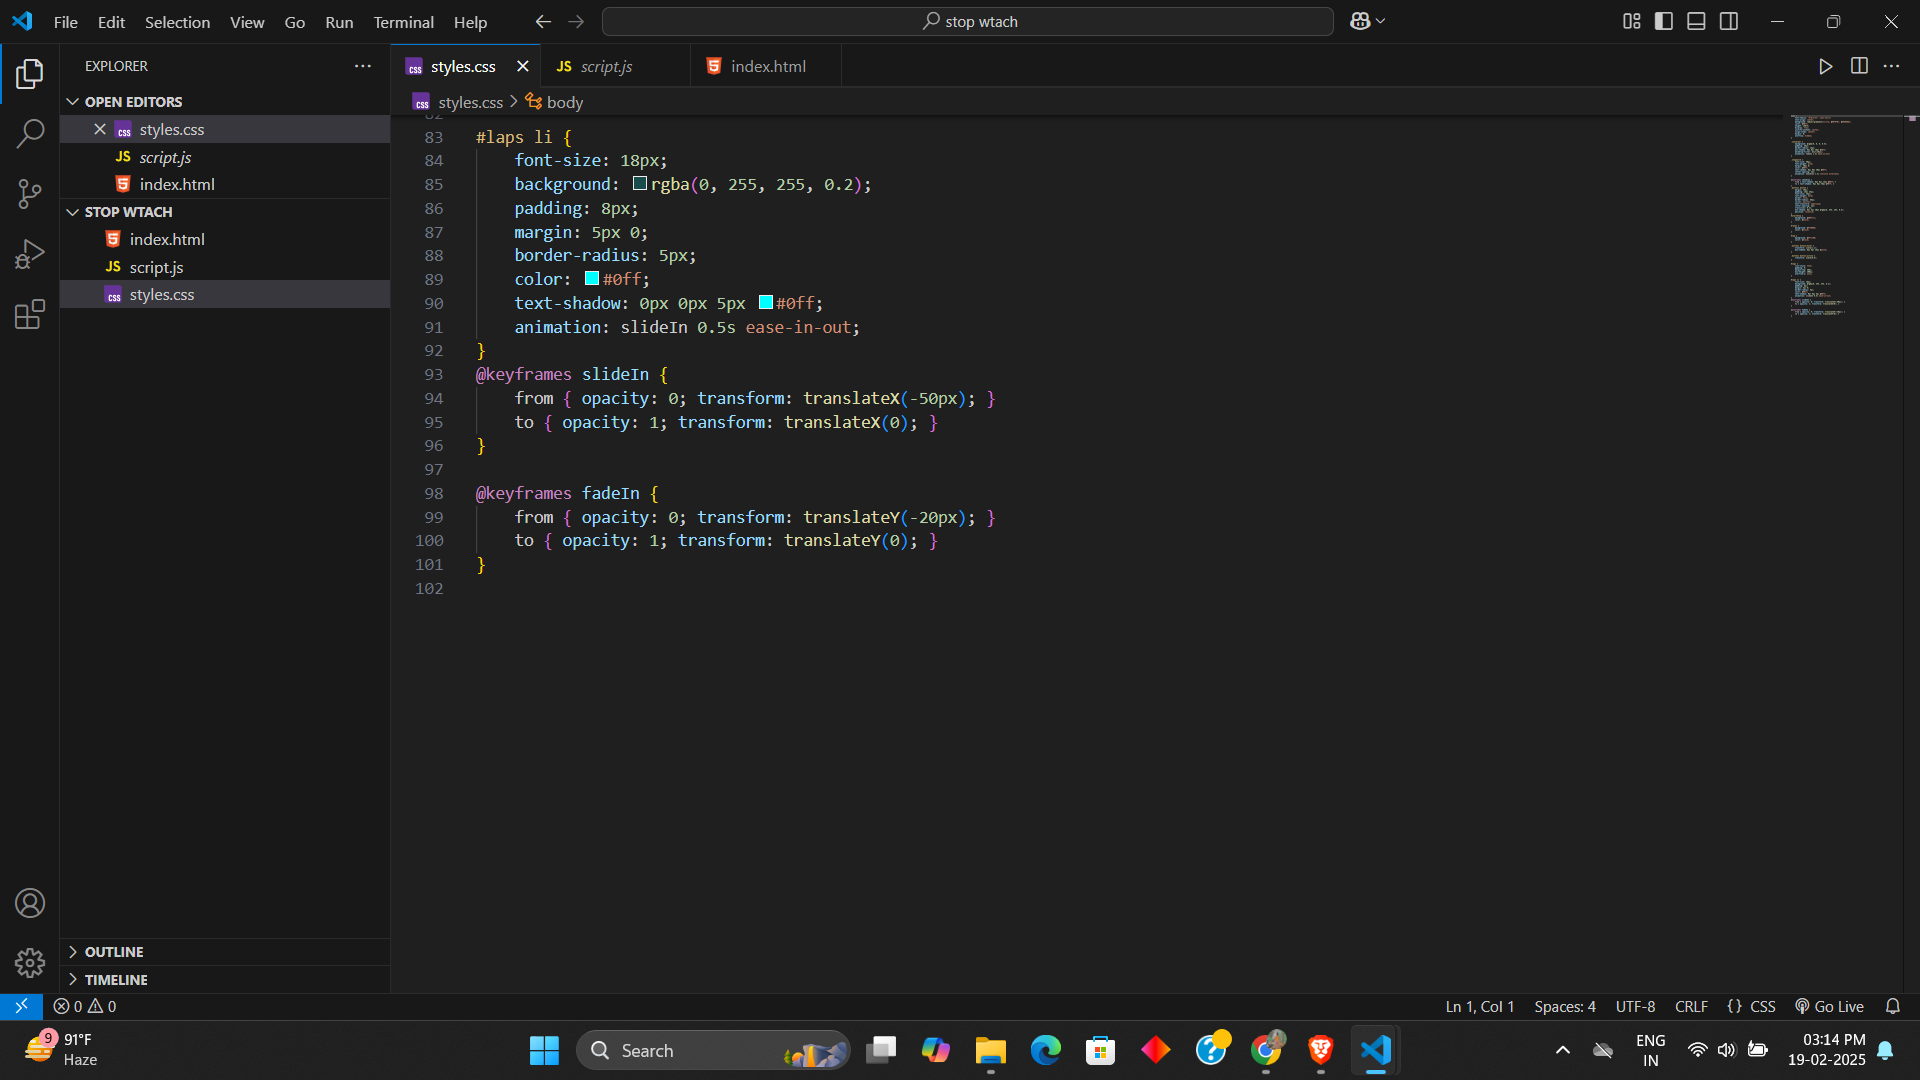 File Edit Selection View Go Run Terminal Help
stop wtach
EXPLORER
OPEN EDITORS
styles.css
JS script.js
index.html
STOP WTACH
index.html
JS script.js
styles.css
OUTLINE
TIMELINE
styles.css
JS script.js
index.html
styles.css > body
83 #laps li {
84 font-size: 18px;
85 background: rgba(0, 255, 255, 0.2);
86 padding: 8px;
87 margin: 5px 0;
88 border-radius: 5px;
89 color: #0ff;
90 text-shadow: 0px 0px 5px #0ff;
91 animation: slideIn 0.5s ease-in-out;
92 }
93 @keyframes slideIn {
94 from { opacity: 0; transform: translateX(-50px); }
95 to { opacity: 1; transform: translateX(0); }
96 }
97
98 @keyframes fadeIn {
99 from { opacity: 0; transform: translateY(-20px); }
100 to { opacity: 1; transform: translateY(0); }
101 }
102
0 0
Ln 1, Col 1 Spaces: 4 UTF-8 CRLF {} CSS Go Live
9
91°F
Haze
Search
ENG
IN
03:14 PM
19-02-2025